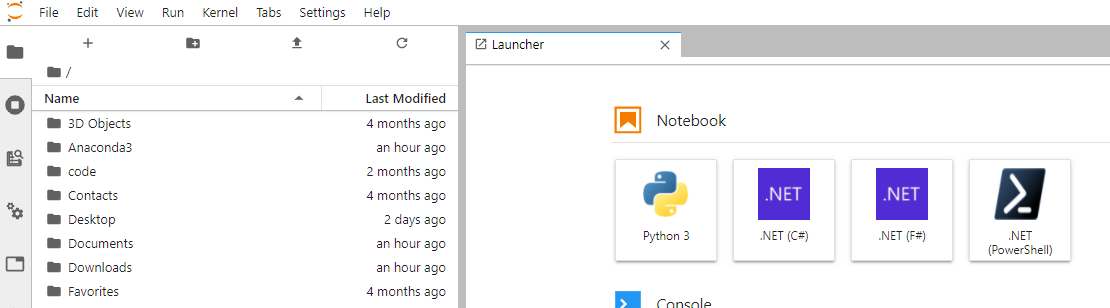 File Edit View Run Kernel Tabs Settings Help
Launcher
/
Name Last Modified
3D Objects 4 months ago
Anaconda3 an hour ago
code 2 months ago
Contacts 4 months ago
Desktop 2 days ago
Documents an hour ago
Downloads an hour ago
Favorites 4 months ago
Notebook
.NET .NET
Python 3 .NET (C#) .NET (F#) .NET
(PowerShell)
Console